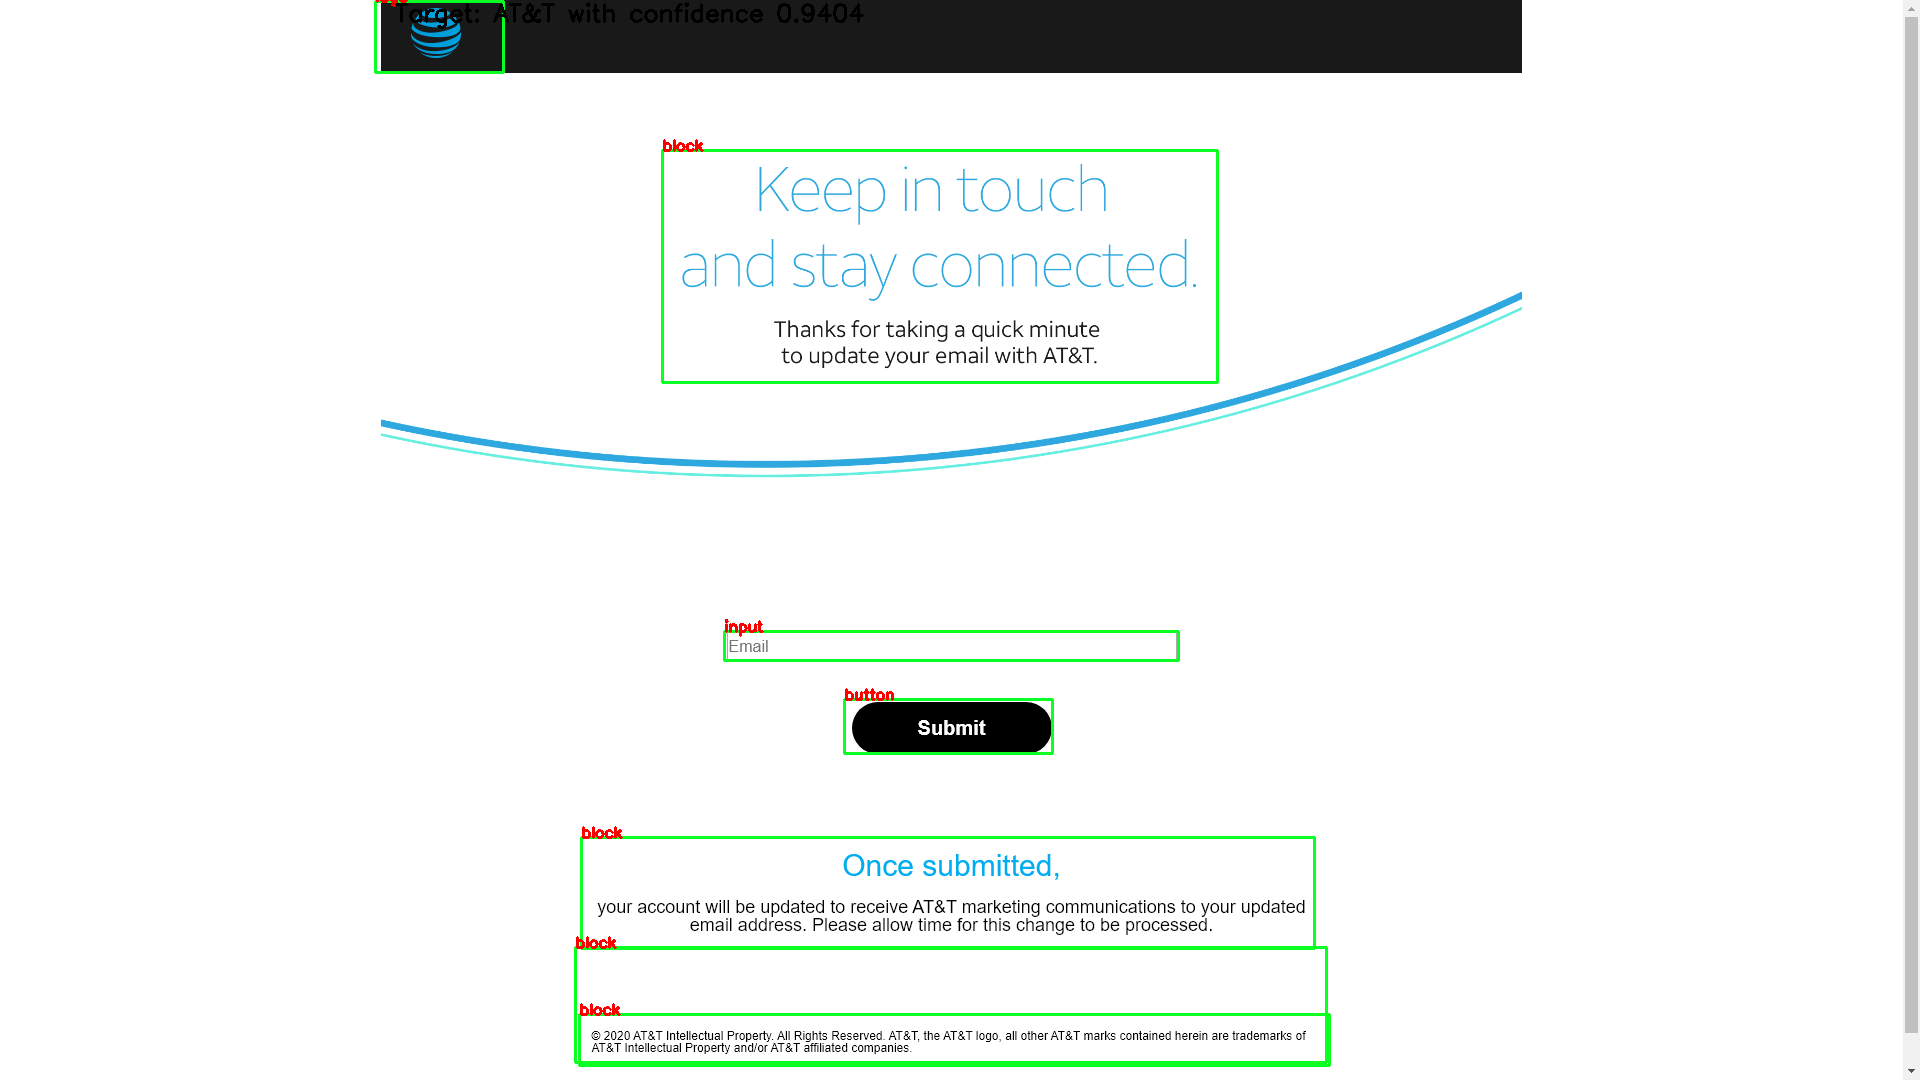 Target: AT&T with confidence 0.9404
block
Keep in touch
and stay connected.
Thanks for taking a quick minute
to update your email with AT&T.
input
Email
button
Submit
block
Once submitted,
your account will be updated to receive AT&T marketing communications to your updated
email address. Please allow time for this change to be processed.
block
block
© 2020 AT&T Intellectual Property. All Rights Reserved. AT&T, the AT&T logo, all other AT&T marks contained herein are trademarks of
AT&T Intellectual Property and/or AT&T affiliated companies.